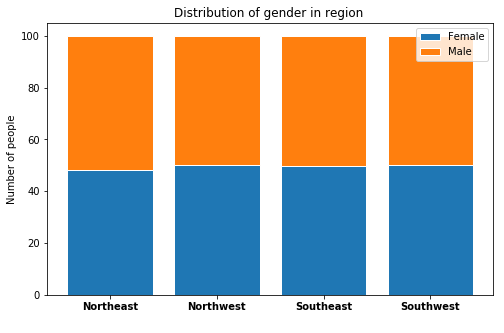 Distribution of gender in region
Female
Male
Number of people
100
80
60
40
20
0
Northeast
Northwest
Southeast
Southwest